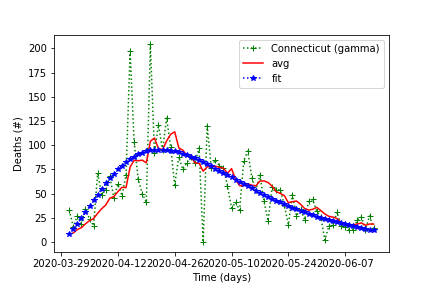 200
175
150
125
100
75
50
25
0
Deaths (#)
Connecticut (gamma)
avg
fit
2020-03-29 2020-04-12 2020-04-26 2020-05-10 2020-05-24 2020-06-07
Time (days)